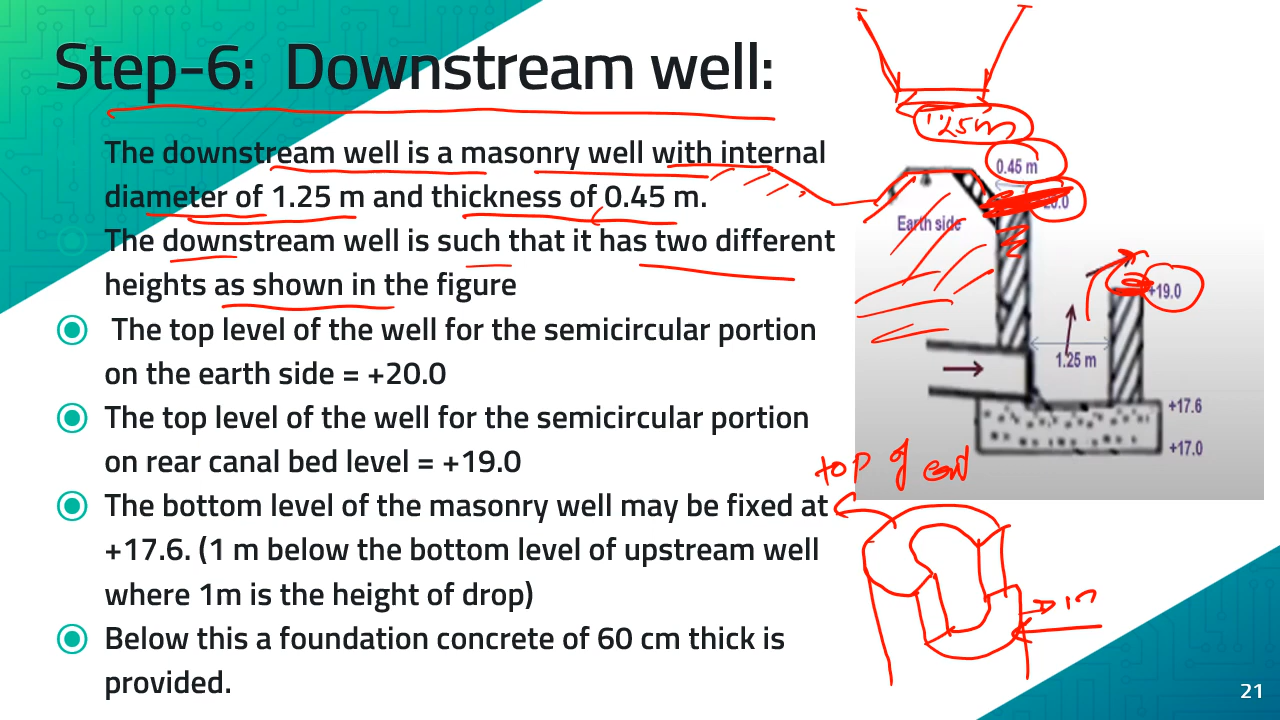 Step-6: Downstream well:
The downstream well is a masonry well with internal
diameter of 1.25 m and thickness of 0.45 m.
The downstream well is such that it has two different
heights as shown in the figure
The top level of the well for the semicircular portion
on the earth side = +20.0
The top level of the well for the semicircular portion
on rear canal bed level = +19.0
The bottom level of the masonry well may be fixed at
+17.6. (1 m below the bottom level of upstream well
where 1m is the height of drop)
Below this a foundation concrete of 60 cm thick is
provided.
1.25m
0.45 m
Earth side
+19.0
1.25 m
+17.6
+17.0
top of
21